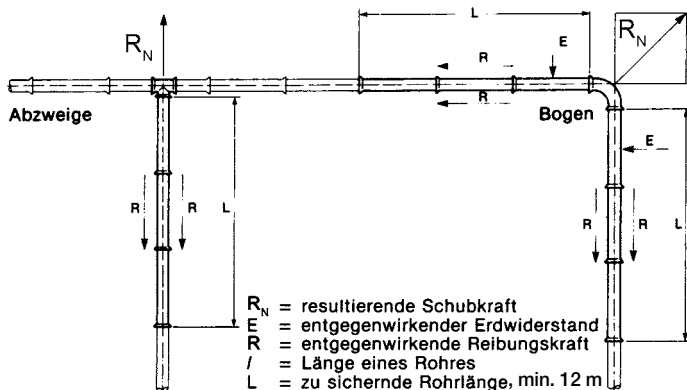 L
R_N
R_N
E
R
R
Abzweige
Bogen
E
R
R
L
R
R
L
R_N = resultierende Schubkraft
E = entgegenwirkender Erdwiderstand
R = entgegenwirkende Reibungskraft
l = Länge eines Rohres
L = zu sichernde Rohrlänge, min. 12 m